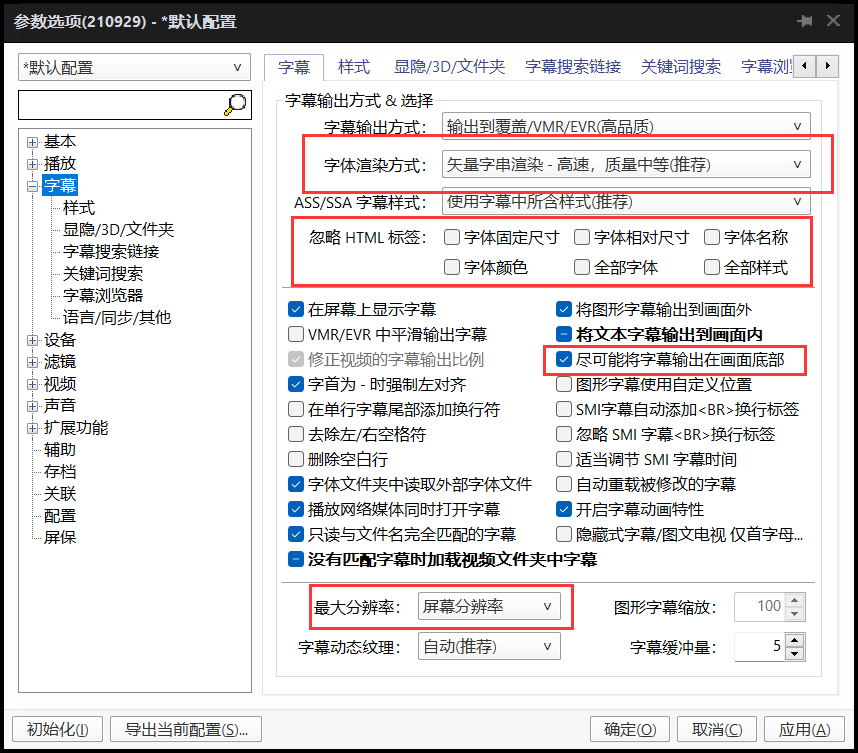 参数选项(210929) - *默认配置
*默认配置
基本
播放
字幕
样式
显隐/3D/文件夹
字幕搜索链接
关键词搜索
字幕浏览器
语言/同步/其他
设备
滤镜
视频
声音
扩展功能
辅助
存档
关联
配置
屏保
字幕 样式 显隐/3D/文件夹 字幕搜索链接 关键词搜索 字幕浏
字幕输出方式 & 选择
字幕输出方式: 输出到覆盖/VMR/EVR(高品质)
字体渲染方式: 矢量字串渲染 - 高速，质量中等(推荐)
ASS/SSA 字幕样式: 使用字幕中所含样式(推荐)
忽略 HTML 标签: 字体固定尺寸 字体相对尺寸 字体名称
字体颜色 全部字体 全部样式
在屏幕上显示字幕 将图形字幕输出到画面外
VMR/EVR 中平滑输出字幕 将文本字幕输出到画面内
修正视频的字幕输出比例 尽可能将字幕输出在画面底部
字首为 - 时强制左对齐 图形字幕使用自定义位置
在单行字幕尾部添加换行符 SMI字幕自动添加<BR>换行标签
去除左/右空格符 忽略 SMI 字幕<BR>换行标签
删除空白行 适当调节 SMI 字幕时间
字体文件夹中读取外部字体文件 自动重载被修改的字幕
播放网络媒体同时打开字幕 开启字幕动画特性
只读与文件名完全匹配的字幕 隐藏式字幕/图文电视 仅首字母...
没有匹配字幕时加载视频文件夹中字幕
最大分辨率: 屏幕分辨率 图形字幕缩放: 100
字幕动态纹理: 自动(推荐) 字幕缓冲量: 5
初始化(I) 导出当前配置(S)... 确定(O) 取消(C) 应用(A)